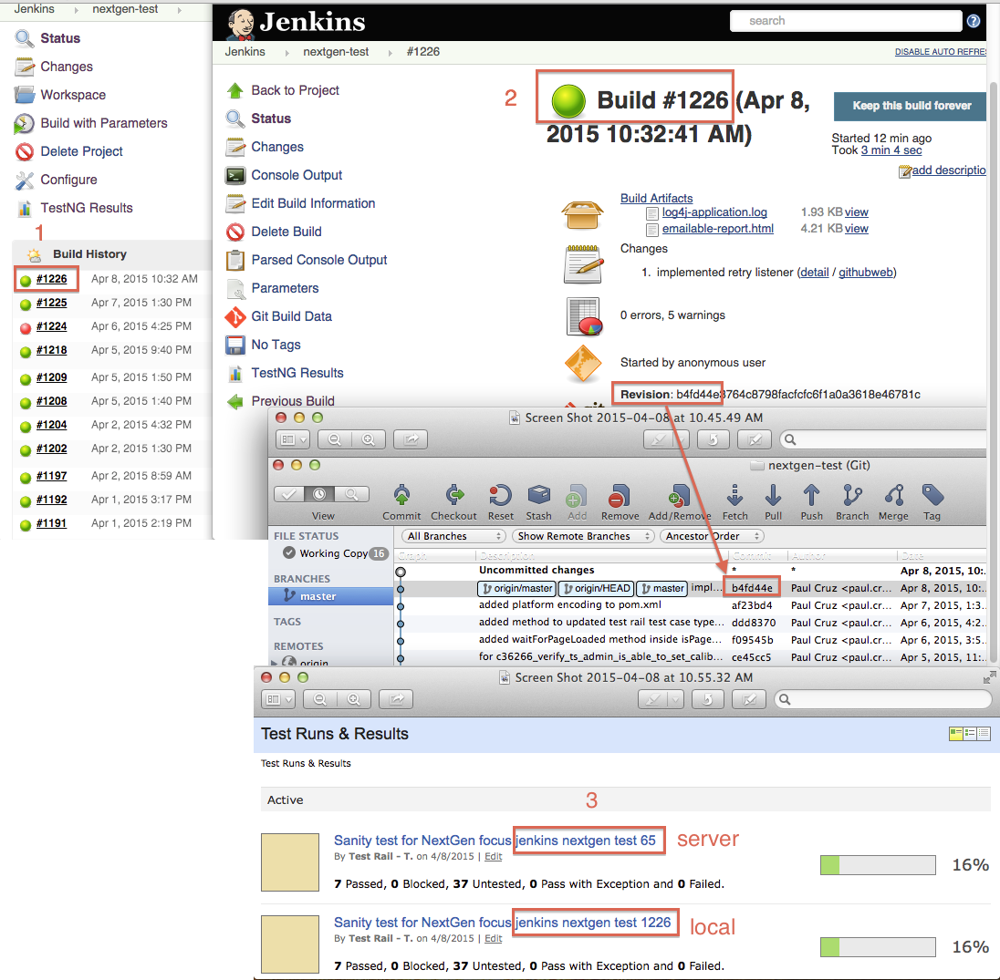 Jenkins nextgen-test
Status
Changes
Workspace
Build with Parameters
Delete Project
Configure
TestNG Results
1
Build History
#1226 Apr 8, 2015 10:32 AM
#1225 Apr 7, 2015 1:30 PM
#1224 Apr 6, 2015 4:25 PM
#1218 Apr 5, 2015 9:40 PM
#1209 Apr 5, 2015 1:50 PM
#1208 Apr 5, 2015 1:40 PM
#1204 Apr 2, 2015 4:32 PM
#1202 Apr 2, 2015 1:30 PM
#1197 Apr 2, 2015 8:59 AM
#1192 Apr 1, 2015 3:17 PM
#1191 Apr 1, 2015 2:19 PM
Jenkins
search
?
Jenkins nextgen-test #1226
DISABLE AUTO REFRES
Back to Project
Status
Changes
Console Output
Edit Build Information
Delete Build
Parsed Console Output
Parameters
Git Build Data
No Tags
TestNG Results
Previous Build
2
Build #1226 (Apr 8,
2015 10:32:41 AM)
Keep this build forever
Started 12 min ago
Took 3 min 4 sec
add descriptio
Build Artifacts
log4j-application.log 1.93 KB view
emailable-report.html 4.21 KB view
Changes
1. implemented retry listener (detail / githubweb)
0 errors, 5 warnings
Started by anonymous user
Revision: b4fd44e3764c8798facfcfc6f1a0a3618e46781c
Screen Shot 2015-04-08 at 10.45.49 AM
nextgen-test (Git)
View Commit Checkout Reset Stash Add Remove Add/Remove Fetch Pull Push Branch Merge Tag
FILE STATUS
Working Copy 16
BRANCHES
master
TAGS
REMOTES
origin
All Branches Show Remote Branches Ancestor Order
Graph Description Commit Author Date
Uncommitted changes * * Apr 8, 2015, 10:..
origin/master origin/HEAD master impl... b4fd44e Paul Cruz <paul.cr... Apr 8, 2015, 10:..
added platform encoding to pom.xml af23bd4 Paul Cruz <paul.cr... Apr 7, 2015, 1:3..
added method to updated test rail test case type... ddd8370 Paul Cruz <paul.cr... Apr 6, 2015, 4:2..
added waitForPageLoaded method inside isPage... f09545b Paul Cruz <paul.cr... Apr 6, 2015, 3:5..
for c36266_verify_ts_admin_is_able_to_set_calib... ce45cc5 Paul Cruz <paul.cr... Apr 5, 2015, 11:..
Screen Shot 2015-04-08 at 10.55.32 AM
Test Runs & Results
Test Runs & Results
Active
3
Sanity test for NextGen focus jenkins nextgen test 65 server
By Test Rail - T. on 4/8/2015 | Edit
16%
7 Passed, 0 Blocked, 37 Untested, 0 Pass with Exception and 0 Failed.
Sanity test for NextGen focus jenkins nextgen test 1226 local
By Test Rail - T. on 4/8/2015 | Edit
16%
7 Passed, 0 Blocked, 37 Untested, 0 Pass with Exception and 0 Failed.